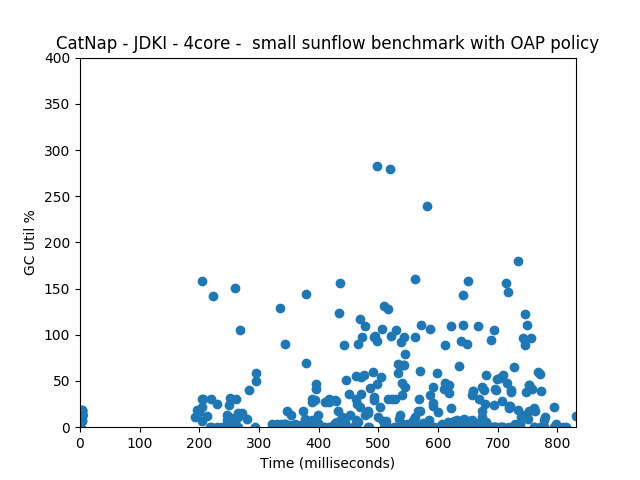 CatNap - JDKI - 4core -  small sunflow benchmark with OAP policy
400
350
300
250
200
150
100
50
0
GC Util %
0 100 200 300 400 500 600 700 800
Time (milliseconds)